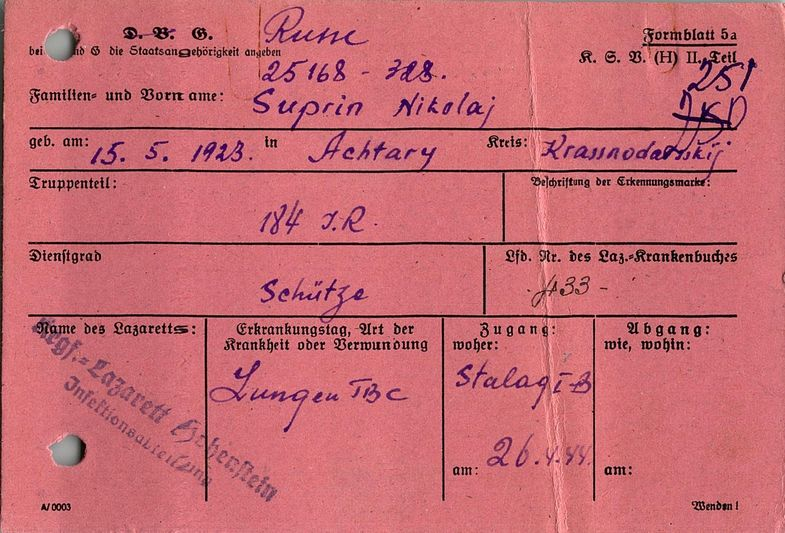 D. V. G. Russe Formblatt 5a
bei und G die Staatsangehörigkeit angeben K. S. V. (H) II. Teil
25168 - 328. 251
Familien- und Vorname: Suprin Nikolaj
geb. am: 15. 5. 1923. in Achtary Kreis: Krassnodarskij
Truppenteil: Beschriftung der Erkennungsmarke:
184 I.R.
Dienstgrad Lfd. Nr. des Laz.-Krankenbuches
Schütze 433 -
Name des Lazaretts: Erkrankungstag, Art der Krankheit oder Verwundung Zugang: woher: Abgang: wie, wohin:
Krgf.-Lazarett Hohenstein
Infektionsabteilung
Lungen TBC Stalag I-B
am: 26.4.44. am:
A/0003 Wenden!